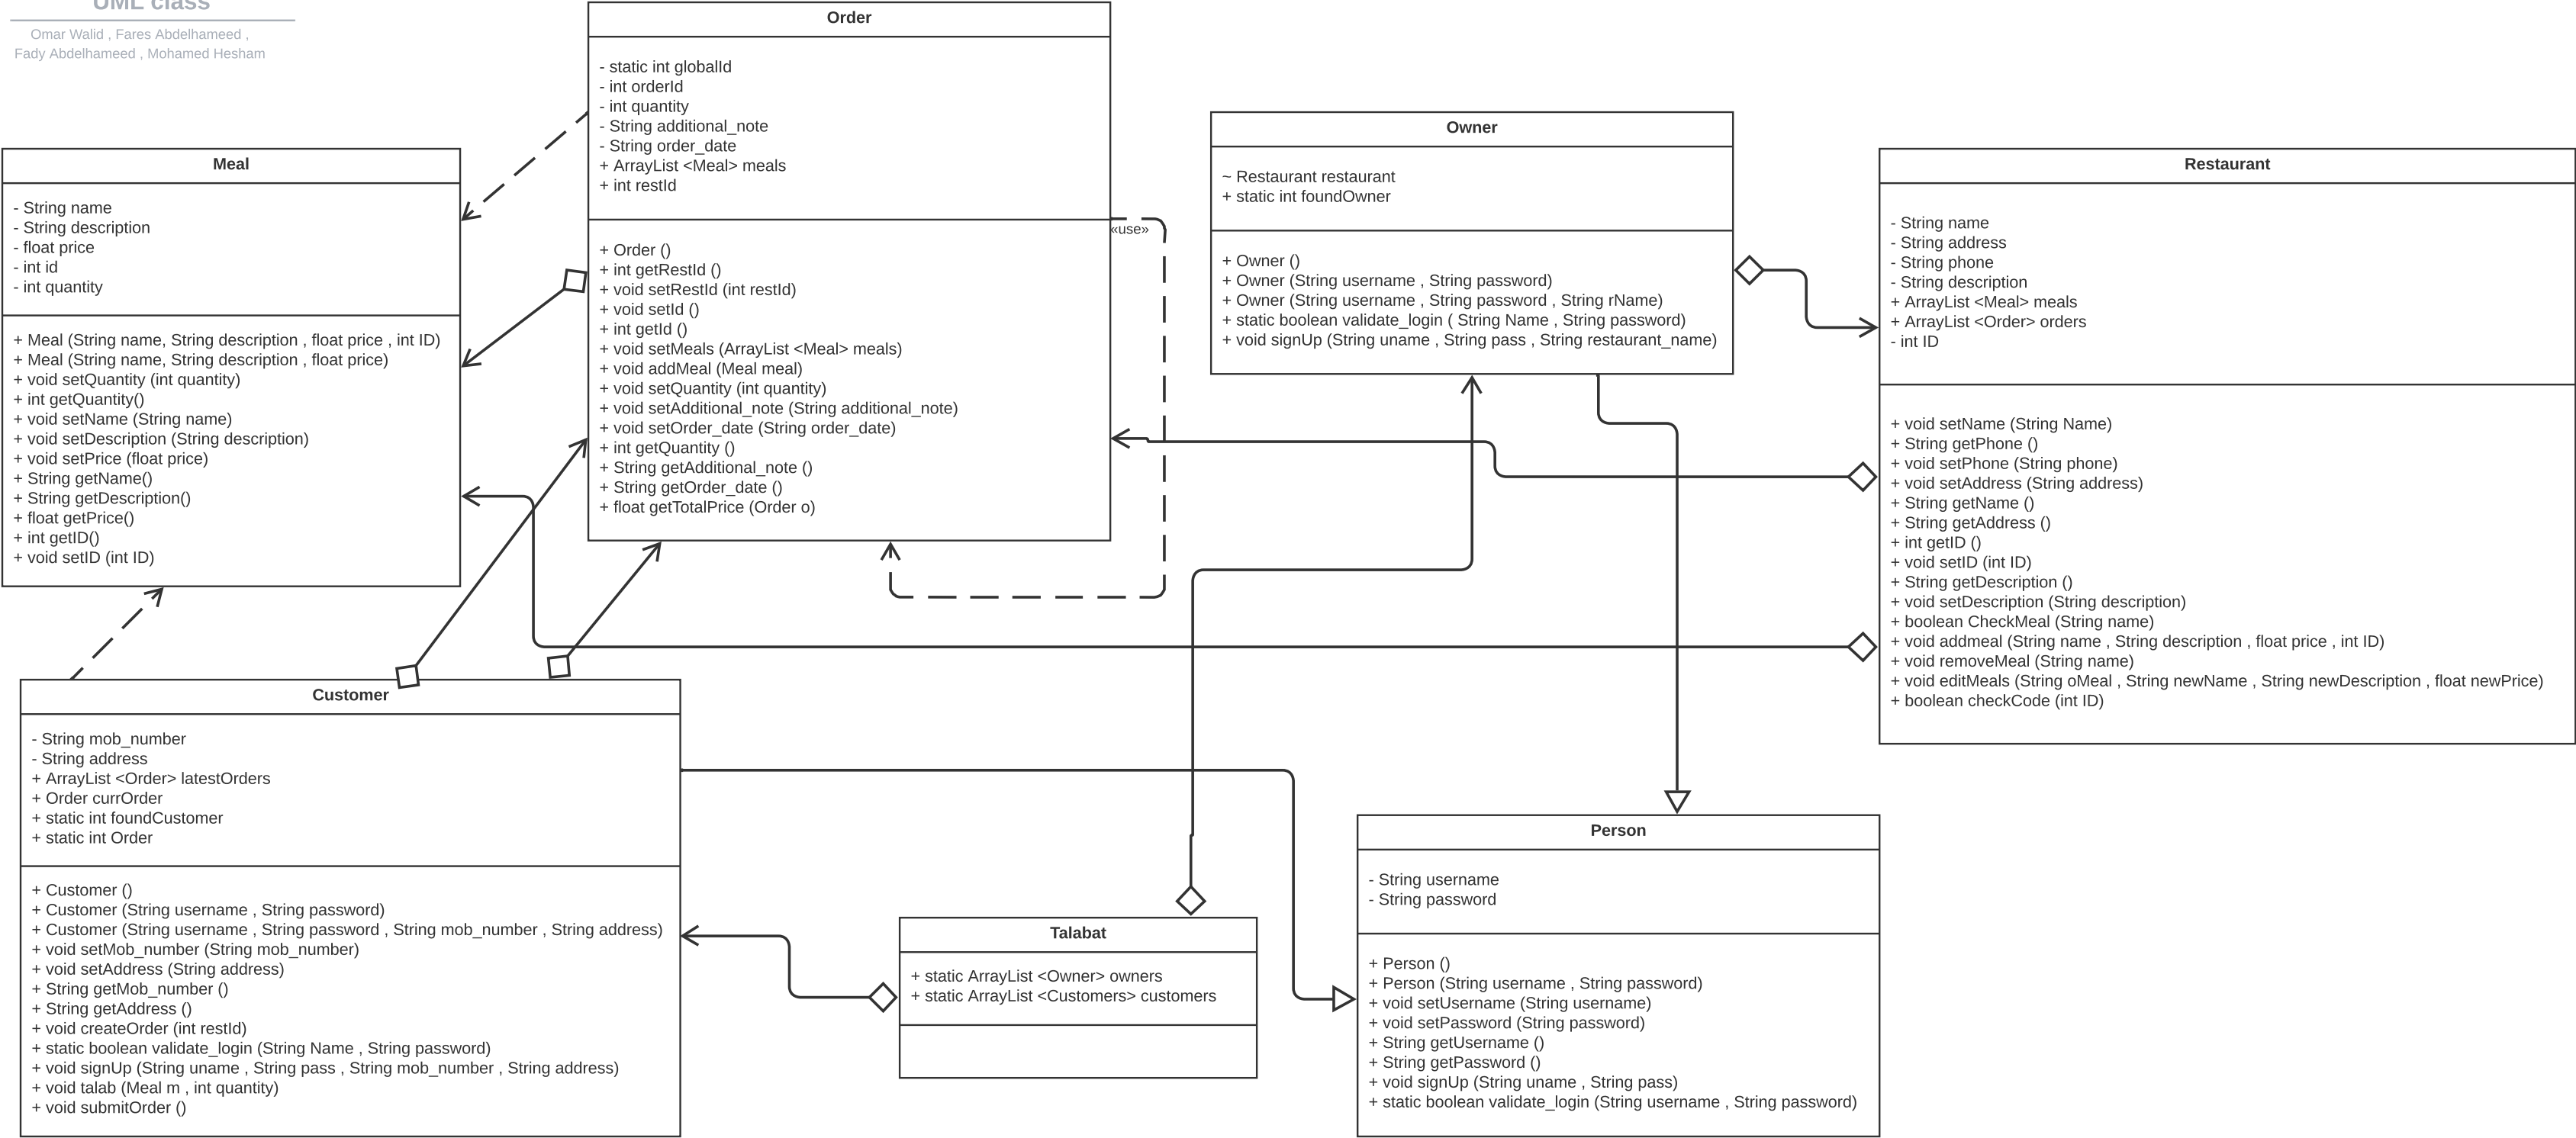 UML class
Omar Walid , Fares Abdelhameed ,
Fady Abdelhameed , Mohamed Hesham
Order
- static int globalId
- int orderId
- int quantity
- String additional_note
- String order_date
+ ArrayList <Meal> meals
+ int restId
+ Order ()
+ int getRestId ()
+ void setRestId (int restId)
+ void setId ()
+ int getId ()
+ void setMeals (ArrayList <Meal> meals)
+ void addMeal (Meal meal)
+ void setQuantity (int quantity)
+ void setAdditional_note (String additional_note)
+ void setOrder_date (String order_date)
+ int getQuantity ()
+ String getAdditional_note ()
+ String getOrder_date ()
+ float getTotalPrice (Order o)
«use»
Owner
~ Restaurant restaurant
+ static int foundOwner
+ Owner ()
+ Owner (String username , String password)
+ Owner (String username , String password , String rName)
+ static boolean validate_login ( String Name , String password)
+ void signUp (String uname , String pass , String restaurant_name)
Meal
- String name
- String description
- float price
- int id
- int quantity
+ Meal (String name, String description , float price , int ID)
+ Meal (String name, String description , float price)
+ void setQuantity (int quantity)
+ int getQuantity()
+ void setName (String name)
+ void setDescription (String description)
+ void setPrice (float price)
+ String getName()
+ String getDescription()
+ float getPrice()
+ int getID()
+ void setID (int ID)
Restaurant
- String name
- String address
- String phone
- String description
+ ArrayList <Meal> meals
+ ArrayList <Order> orders
- int ID
+ void setName (String Name)
+ String getPhone ()
+ void setPhone (String phone)
+ void setAddress (String address)
+ String getName ()
+ String getAddress ()
+ int getID ()
+ void setID (int ID)
+ String getDescription ()
+ void setDescription (String description)
+ boolean CheckMeal (String name)
+ void addmeal (String name , String description , float price , int ID)
+ void removeMeal (String name)
+ void editMeals (String oMeal , String newName , String newDescription , float newPrice)
+ boolean checkCode (int ID)
Customer
- String mob_number
- String address
+ ArrayList <Order> latestOrders
+ Order currOrder
+ static int foundCustomer
+ static int Order
+ Customer ()
+ Customer (String username , String password)
+ Customer (String username , String password , String mob_number , String address)
+ void setMob_number (String mob_number)
+ void setAddress (String address)
+ String getMob_number ()
+ String getAddress ()
+ void createOrder (int restId)
+ static boolean validate_login (String Name , String password)
+ void signUp (String uname , String pass , String mob_number , String address)
+ void talab (Meal m , int quantity)
+ void submitOrder ()
Talabat
+ static ArrayList <Owner> owners
+ static ArrayList <Customers> customers
Person
- String username
- String password
+ Person ()
+ Person (String username , String password)
+ void setUsername (String username)
+ void setPassword (String password)
+ String getUsername ()
+ String getPassword ()
+ void signUp (String uname , String pass)
+ static boolean validate_login (String username , String password)